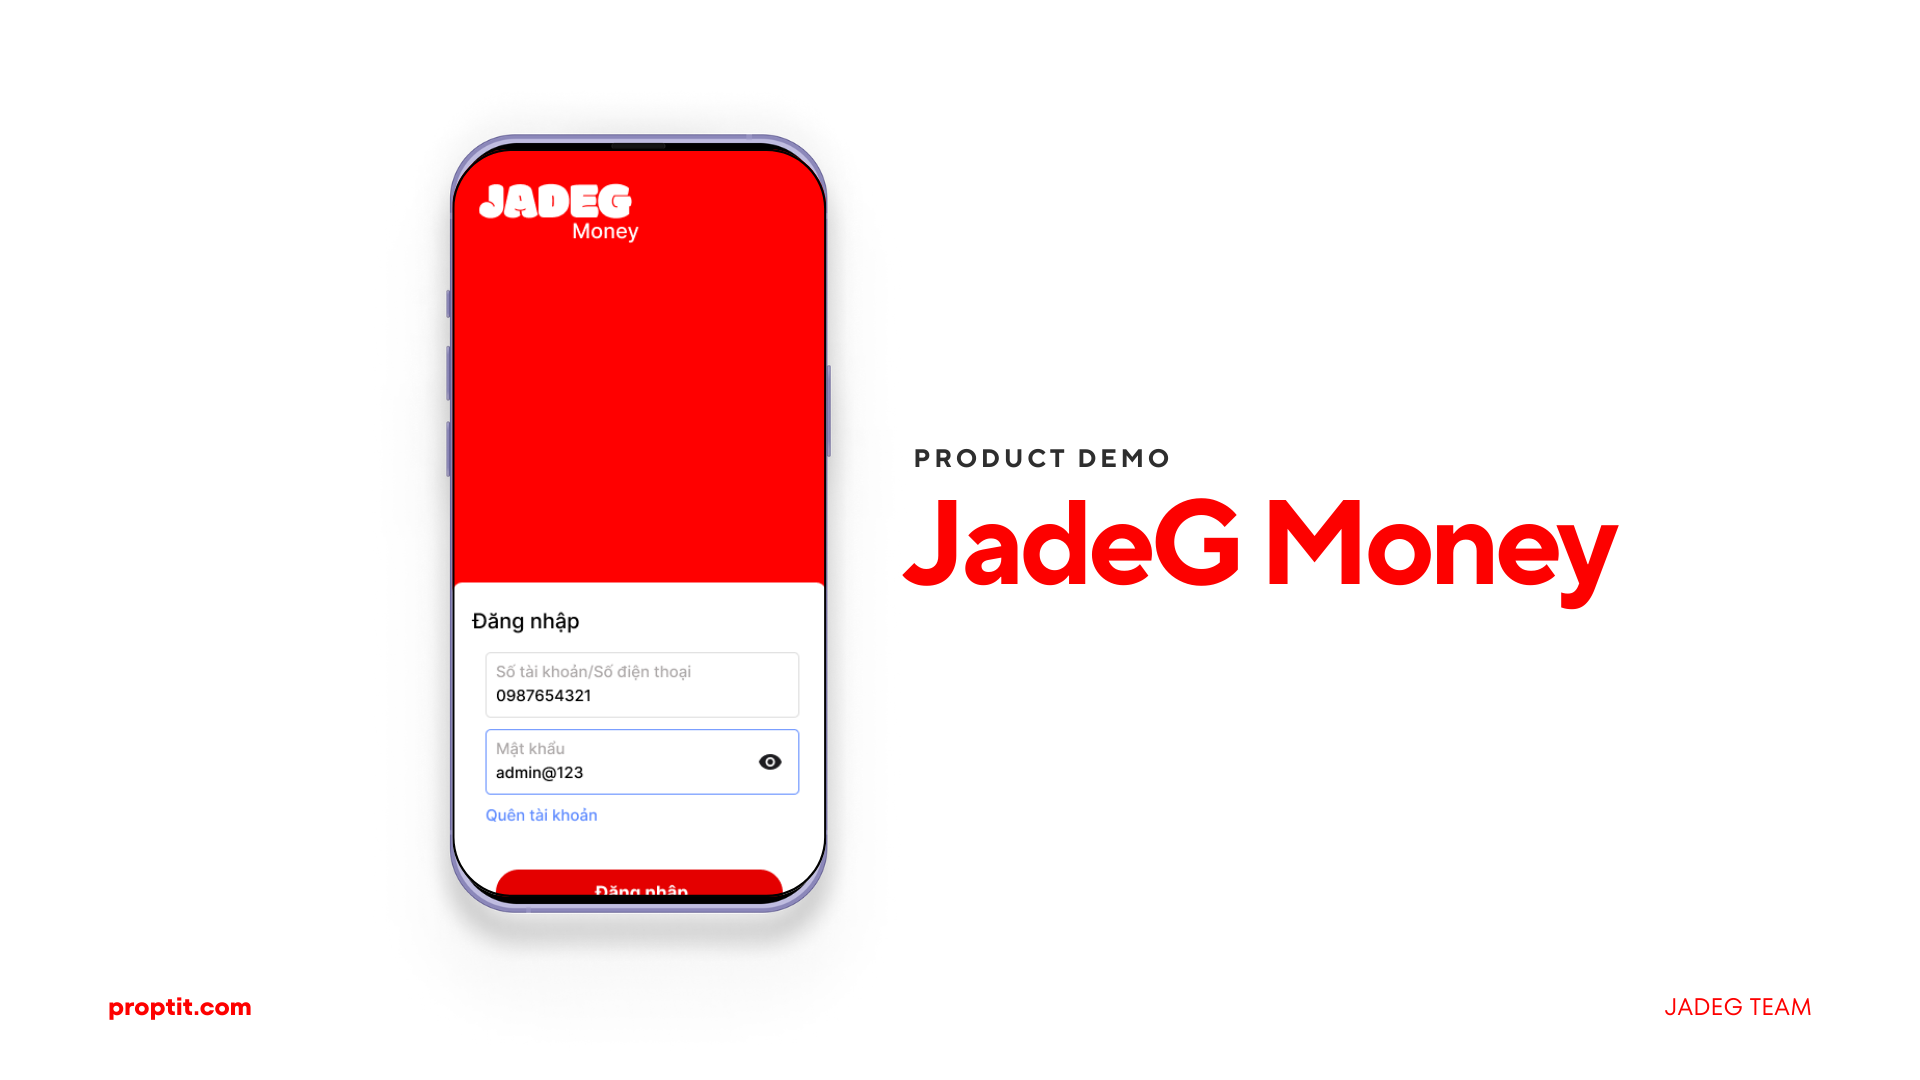 JADEG
Money
Đăng nhập
Số tài khoản/Số điện thoại
0987654321
Mật khẩu
admin@123
Quên tài khoản
Đăng nhập
PRODUCT DEMO
JadeG Money
proptit.com
JADEG TEAM